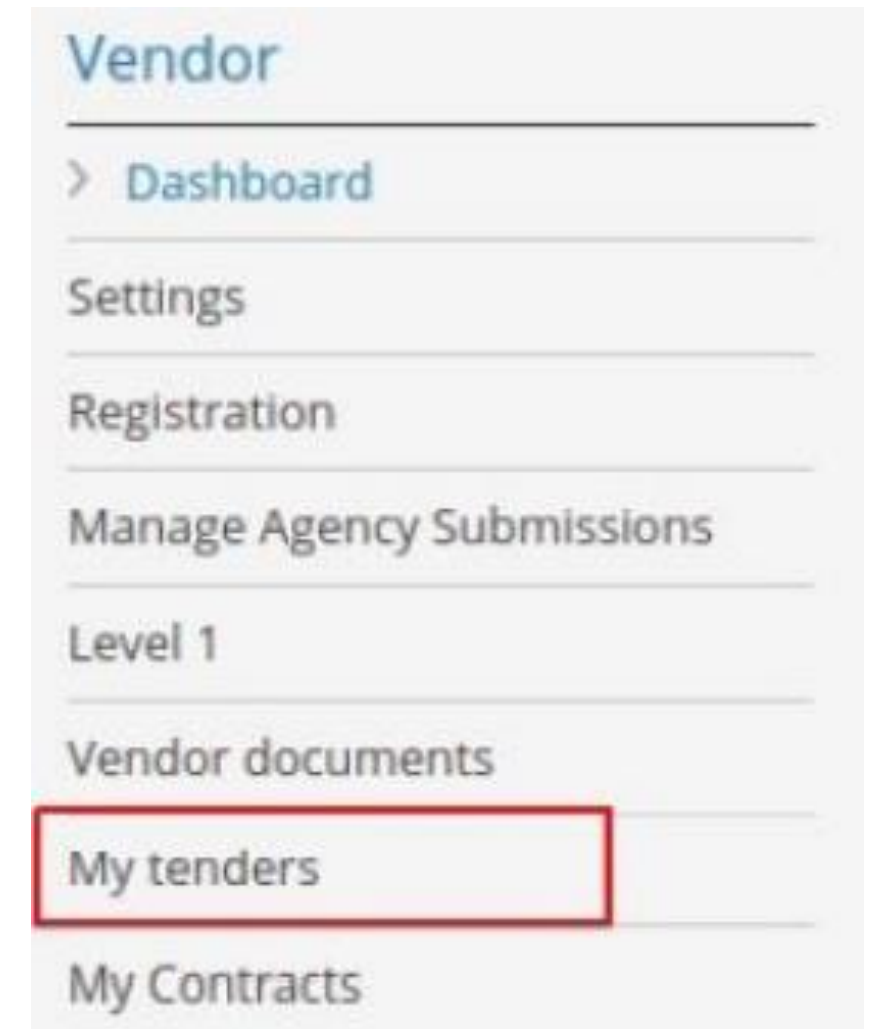 Vendor
Dashboard
Settings
Registration
Manage Agency Submissions
Level 1
Vendor documents
My tenders
My Contracts